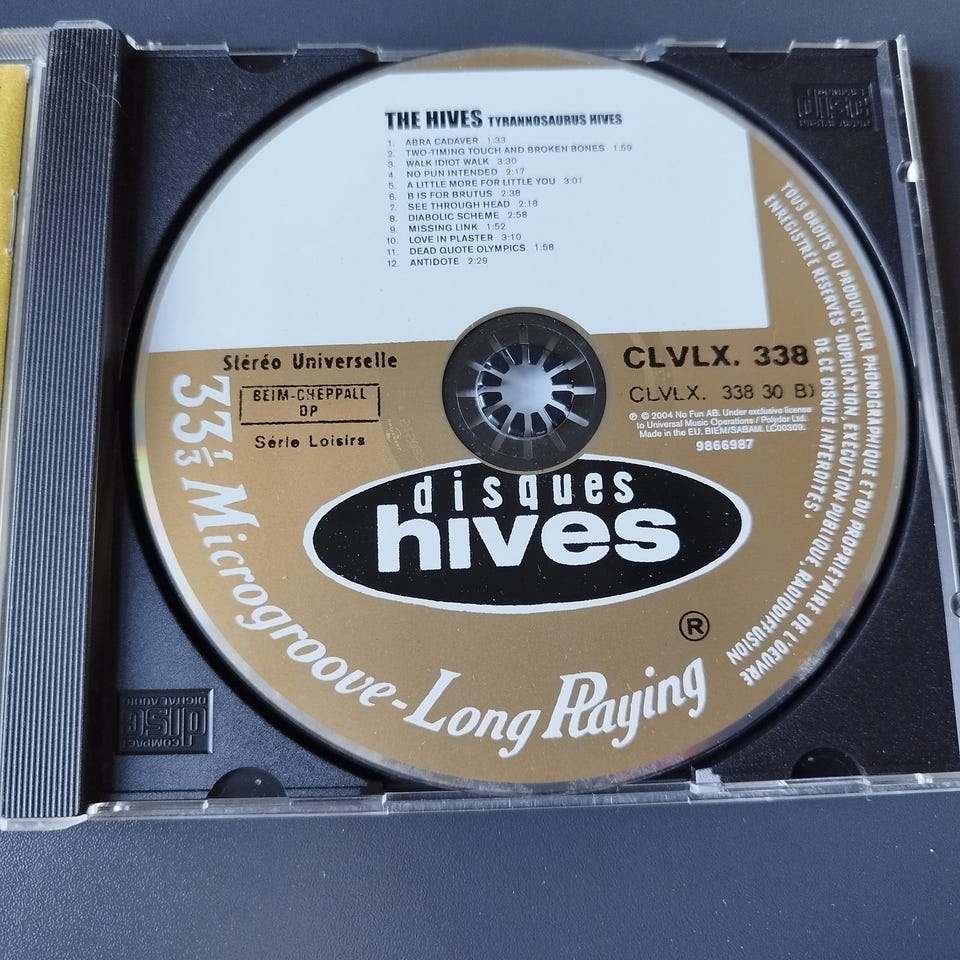 THE HIVES TYRANNOSAURUS HIVES
1. ABRA CADAVER 1:33
2. TWO-TIMING TOUCH AND BROKEN BONES 1:59
3. WALK IDIOT WALK 3:30
4. NO PUN INTENDED 2:17
5. A LITTLE MORE FOR LITTLE YOU 3:01
6. B IS FOR BRUTUS 2:38
7. SEE THROUGH HEAD 2:18
8. DIABOLIC SCHEME 2:58
9. MISSING LINK 1:52
10. LOVE IN PLASTER 3:10
11. DEAD QUOTE OLYMPICS 1:58
12. ANTIDOTE 2:29
Stéréo Universelle
BEIM-CHEPPALL
DP
Série Loisirs
CLVLX. 338
CLVLX. 338 30 B)
℗ © 2004 No Fun AB. Under exclusive license
to Universal Music Operations / Polydor Ltd.
Made in the EU. BIEM/SABAM. LC00309.
9866987
disques
hives
®
33⅓ Microgroove-Long Playing
TOUS DROITS DU PRODUCTEUR PHONOGRAPHIQUE ET OU PROPRIÉTAIRE DE L'OEUVRE
ENREGISTRÉE RÉSERVÉS · DUPLICATION, EXÉCUTION PUBLIQUE, RADIODIFFUSION
DE CE DISQUE INTERDITES.
COMPACT
disc
DIGITAL AUDIO
COMPACT
disc
DIGITAL AUDIO